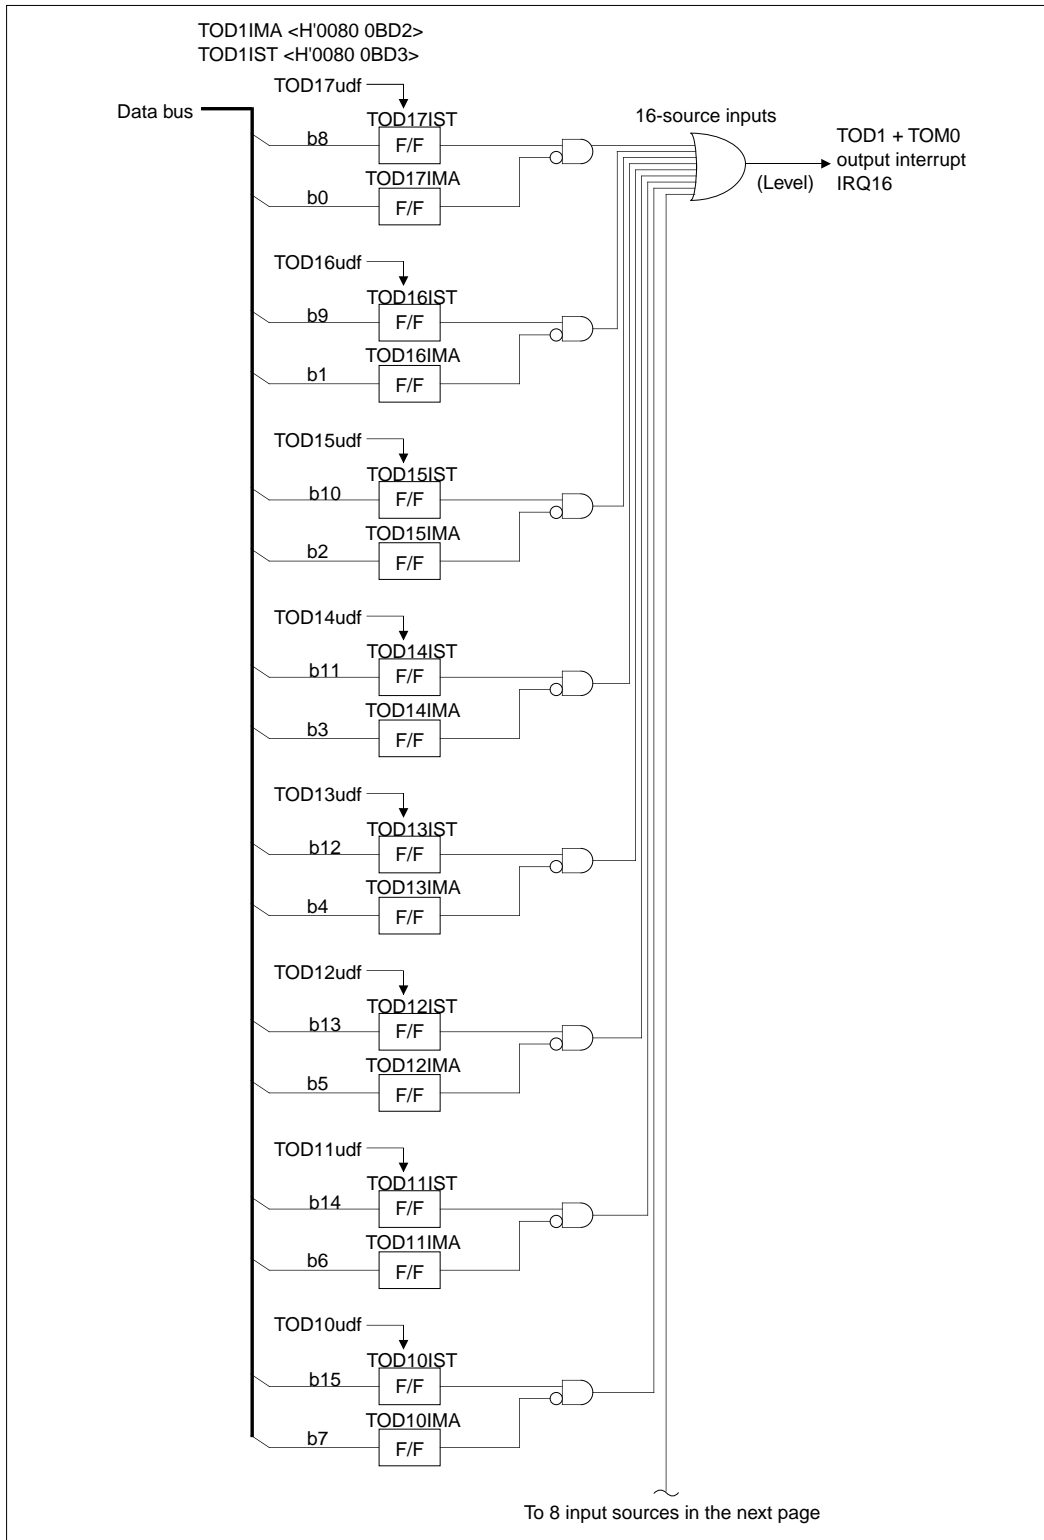 TOD1IMA <H'0080 0BD2>
TOD1IST <H'0080 0BD3>
Data bus
16-source inputs
(Level)
TOD1 + TOM0
output interrupt
IRQ16
TOD17udf
TOD17IST
b8
F/F
TOD17IMA
b0
F/F
TOD16udf
TOD16IST
b9
F/F
TOD16IMA
b1
F/F
TOD15udf
TOD15IST
b10
F/F
TOD15IMA
b2
F/F
TOD14udf
TOD14IST
b11
F/F
TOD14IMA
b3
F/F
TOD13udf
TOD13IST
b12
F/F
TOD13IMA
b4
F/F
TOD12udf
TOD12IST
b13
F/F
TOD12IMA
b5
F/F
TOD11udf
TOD11IST
b14
F/F
TOD11IMA
b6
F/F
TOD10udf
TOD10IST
b15
F/F
TOD10IMA
b7
F/F
To 8 input sources in the next page